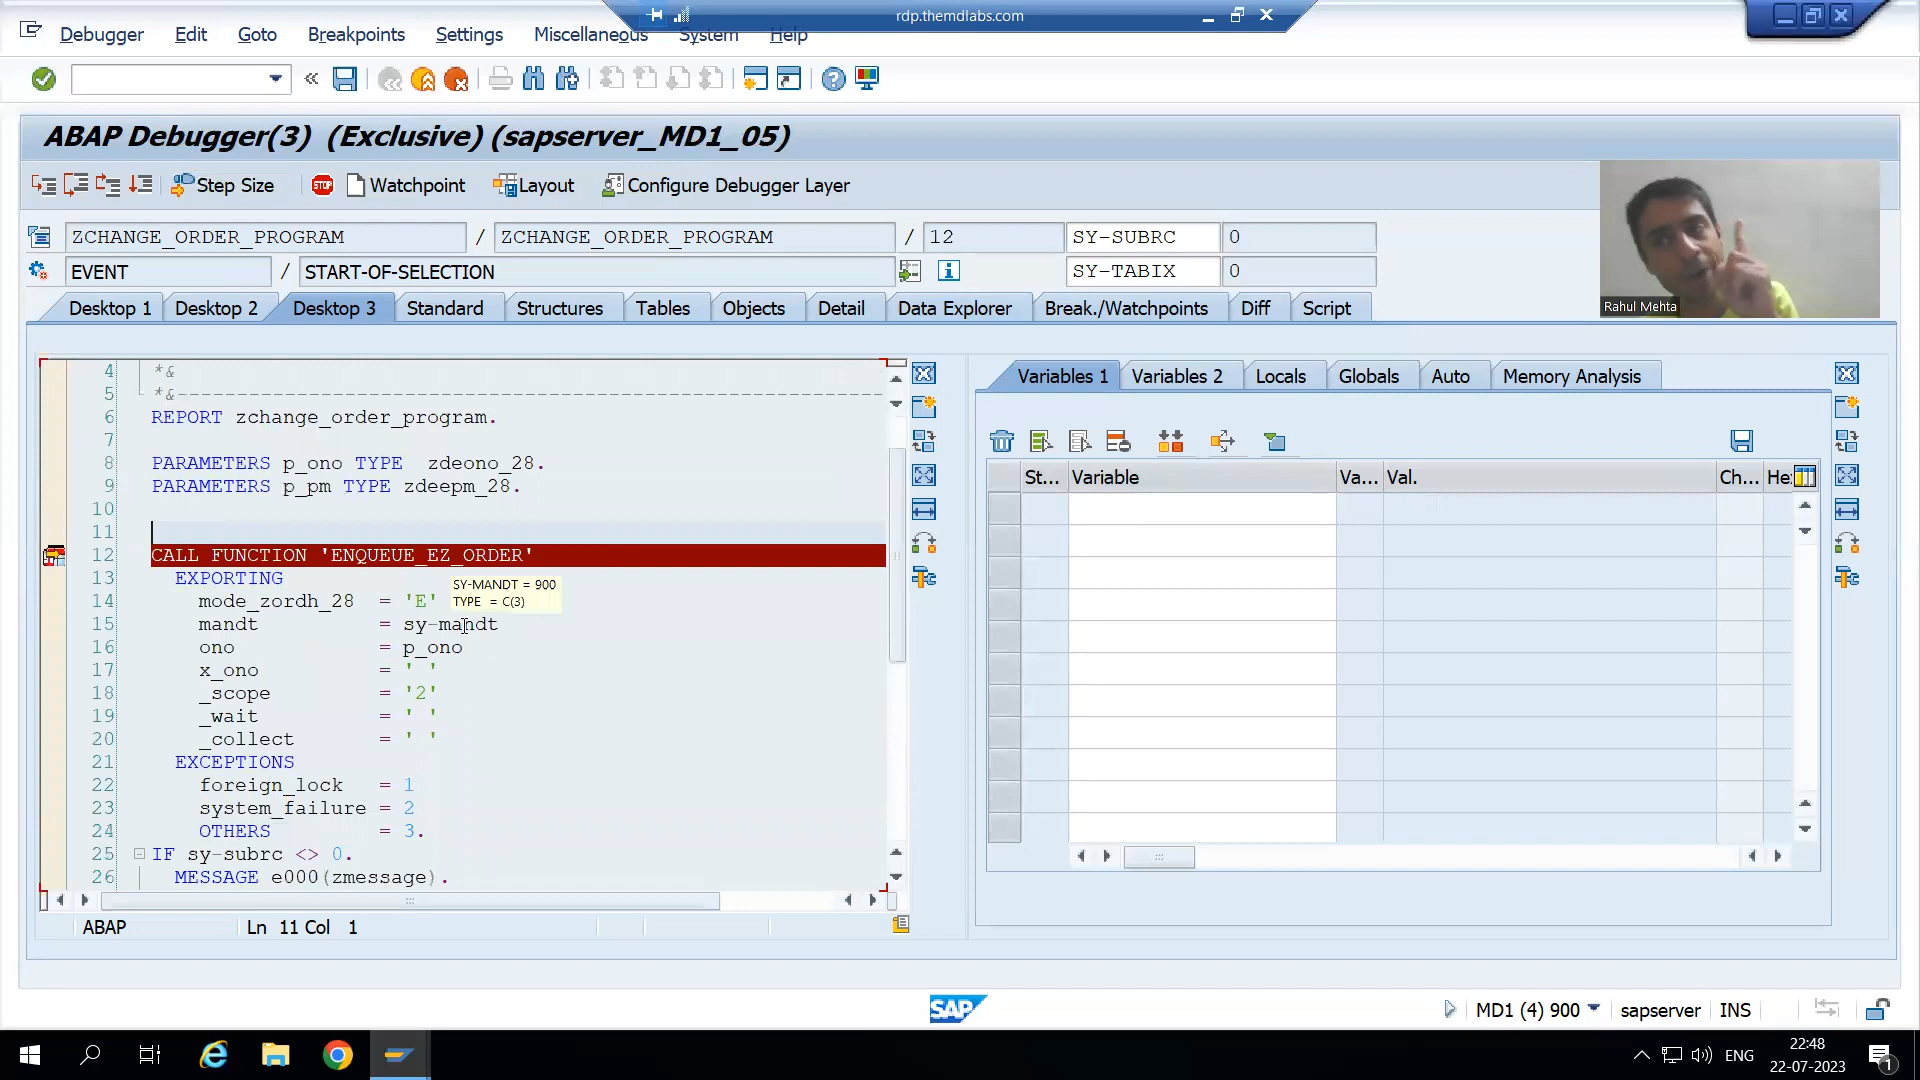 rdp.themdlabs.com
Debugger Edit Goto Breakpoints Settings Miscellaneous System Help
ABAP Debugger(3) (Exclusive) (sapserver_MD1_05)
Step Size STOP Watchpoint Layout Configure Debugger Layer
ZCHANGE_ORDER_PROGRAM / ZCHANGE_ORDER_PROGRAM / 12 SY-SUBRC 0
EVENT / START-OF-SELECTION SY-TABIX 0
Rahul Mehta
Desktop 1 Desktop 2 Desktop 3 Standard Structures Tables Objects Detail Data Explorer Break./Watchpoints Diff Script
4 *&
5 *&---------------------------------------------------------------------
6 REPORT zchange_order_program.
7
8 PARAMETERS p_ono TYPE zdeono_28.
9 PARAMETERS p_pm TYPE zdeepm_28.
10
11
12 CALL FUNCTION 'ENQUEUE_EZ_ORDER'
13 EXPORTING
14 mode_zordh_28 = 'E'
15 mandt = sy-mandt
16 ono = p_ono
17 x_ono = ' '
18 _scope = '2'
19 _wait = ' '
20 _collect = ' '
21 EXCEPTIONS
22 foreign_lock = 1
23 system_failure = 2
24 OTHERS = 3.
25 IF sy-subrc <> 0.
26 MESSAGE e000(zmessage).
SY-MANDT = 900
TYPE = C(3)
ABAP Ln 11 Col 1
Variables 1 Variables 2 Locals Globals Auto Memory Analysis
St... Variable Va... Val. Ch... He
SAP
MD1 (4) 900 sapserver INS
ENG
22:48
22-07-2023
1